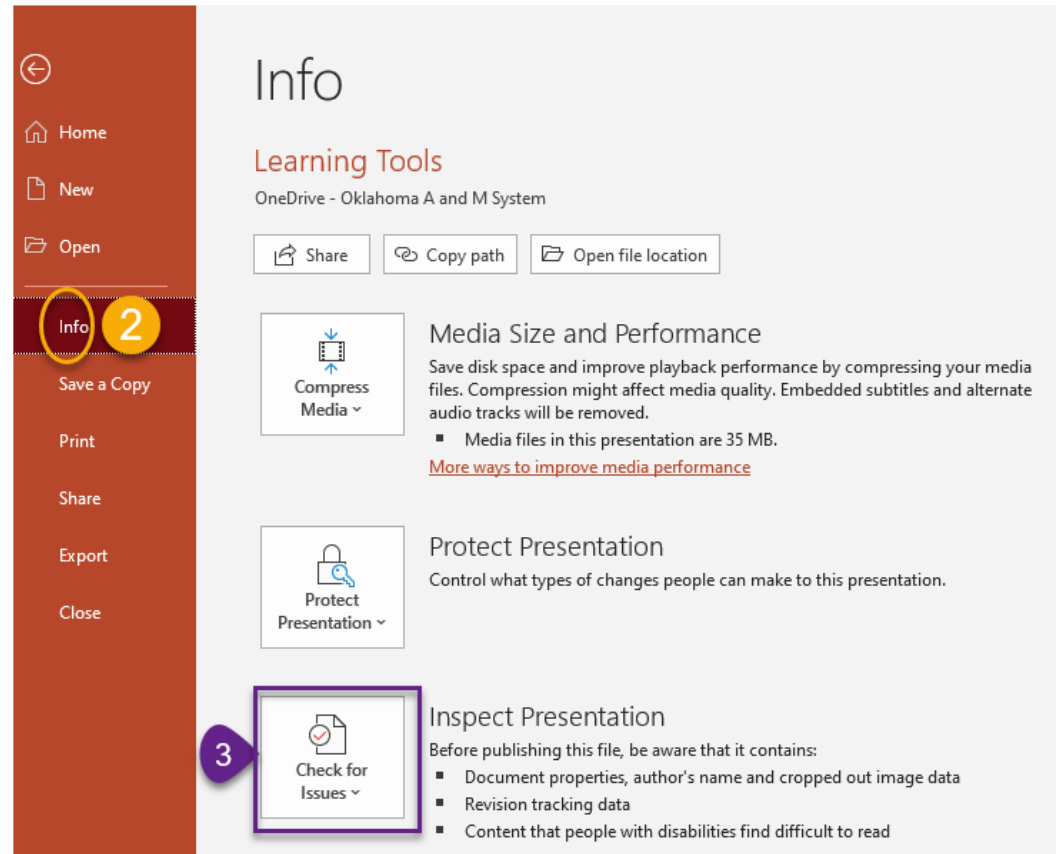 Info
Home
New
Open
Info
2
Save a Copy
Print
Share
Export
Close
Learning Tools
OneDrive - Oklahoma A and M System
Share
Copy path
Open file location
Compress
Media
Media Size and Performance
Save disk space and improve playback performance by compressing your media
files. Compression might affect media quality. Embedded subtitles and alternate
audio tracks will be removed.
▪ Media files in this presentation are 35 MB.
More ways to improve media performance
Protect
Presentation
Protect Presentation
Control what types of changes people can make to this presentation.
3
Check for
Issues
Inspect Presentation
Before publishing this file, be aware that it contains:
▪ Document properties, author's name and cropped out image data
▪ Revision tracking data
▪ Content that people with disabilities find difficult to read